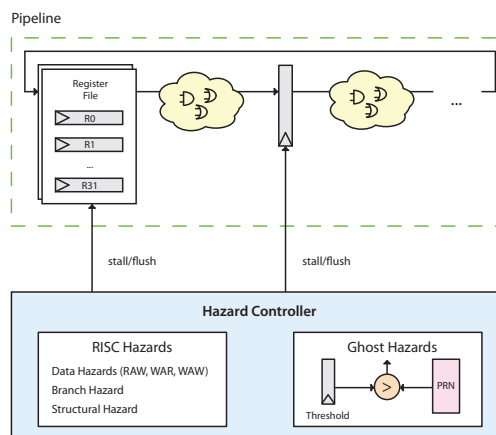 Pipeline
Register
File
R0
R1
...
R31
...
stall/flush
stall/flush
Hazard Controller
RISC Hazards
Data Hazards (RAW, WAR, WAW)
Branch Hazard
Structural Hazard
Ghost Hazards
>
PRN
Threshold